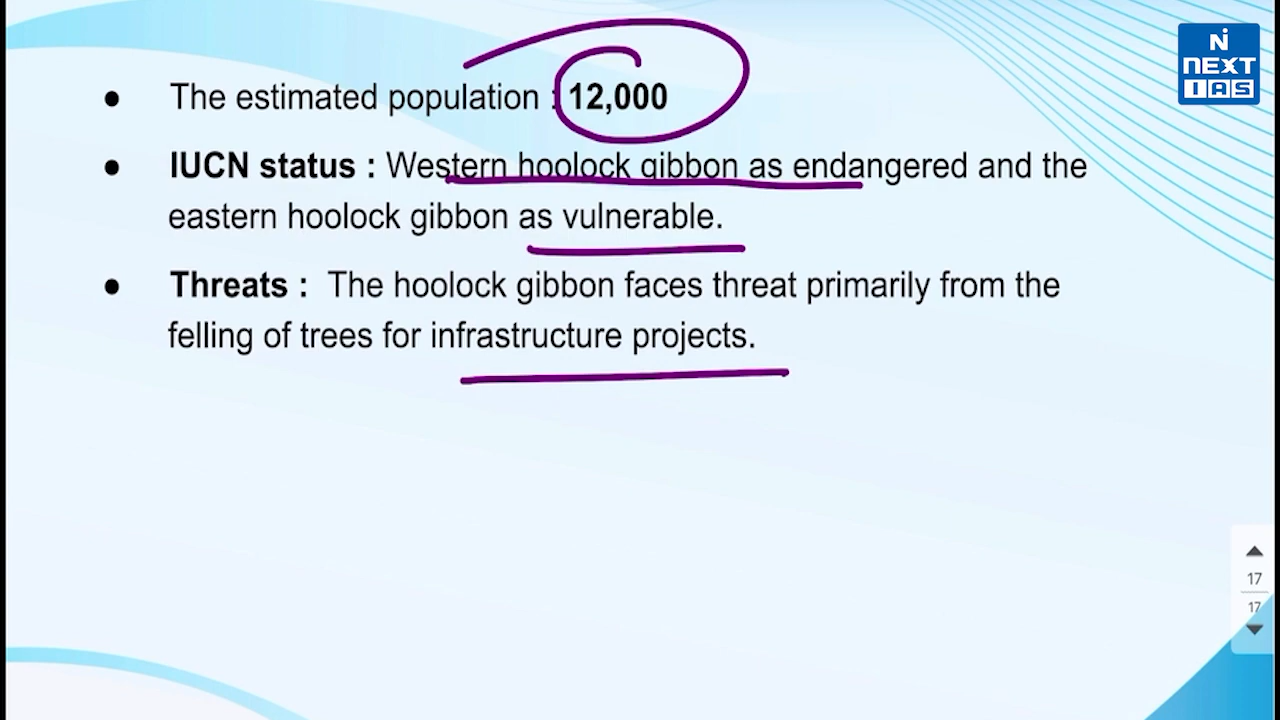 N
NEXT
IAS
● The estimated population : 12,000
● IUCN status : Western hoolock gibbon as endangered and the
eastern hoolock gibbon as vulnerable.
● Threats : The hoolock gibbon faces threat primarily from the
felling of trees for infrastructure projects.
17
17